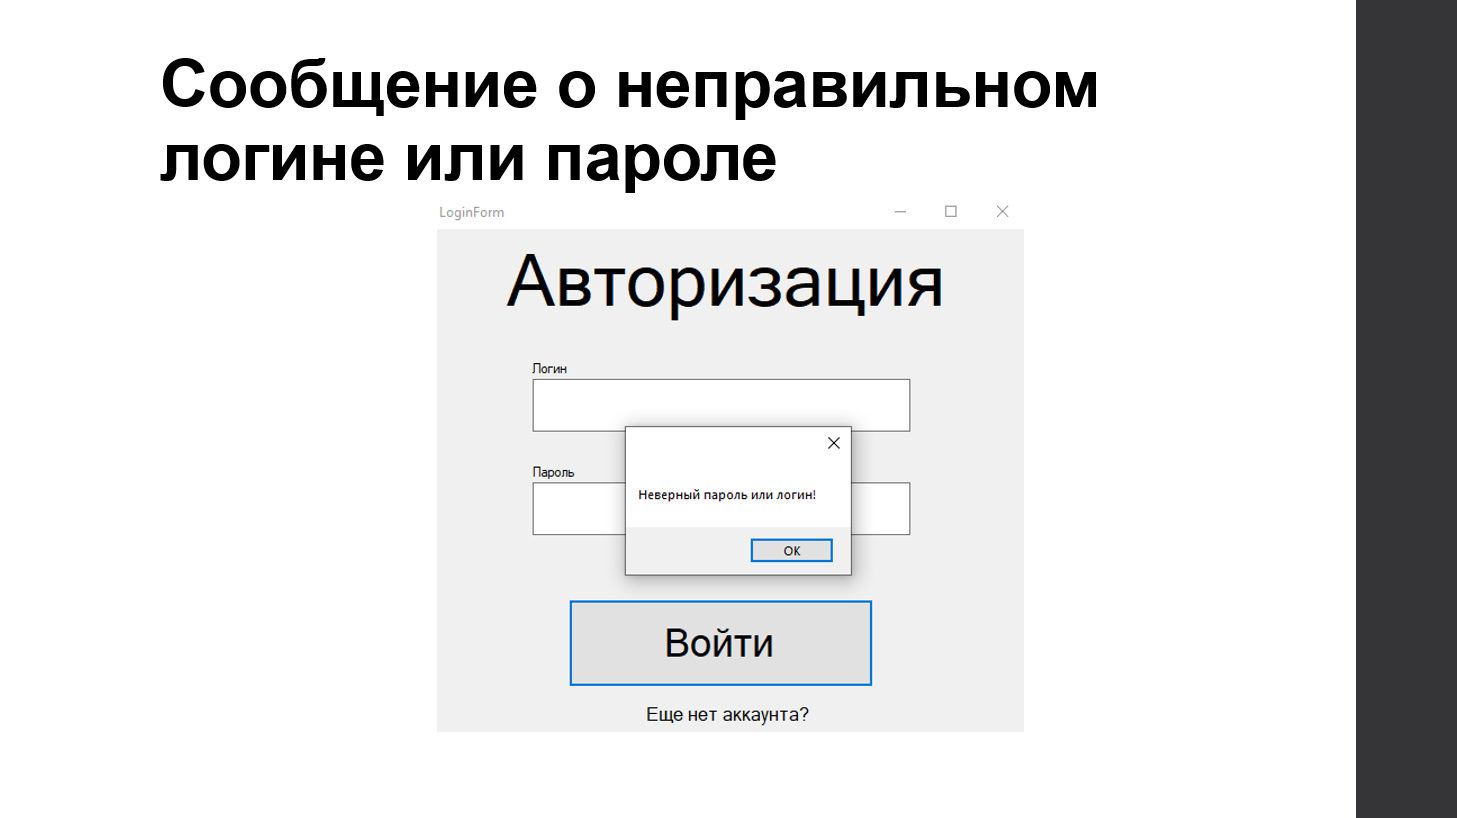 Сообщение о неправильном
логине или пароле
LoginForm
Авторизация
Логин
Пароль
Неверный пароль или логин!
ОК
Войти
Еще нет аккаунта?